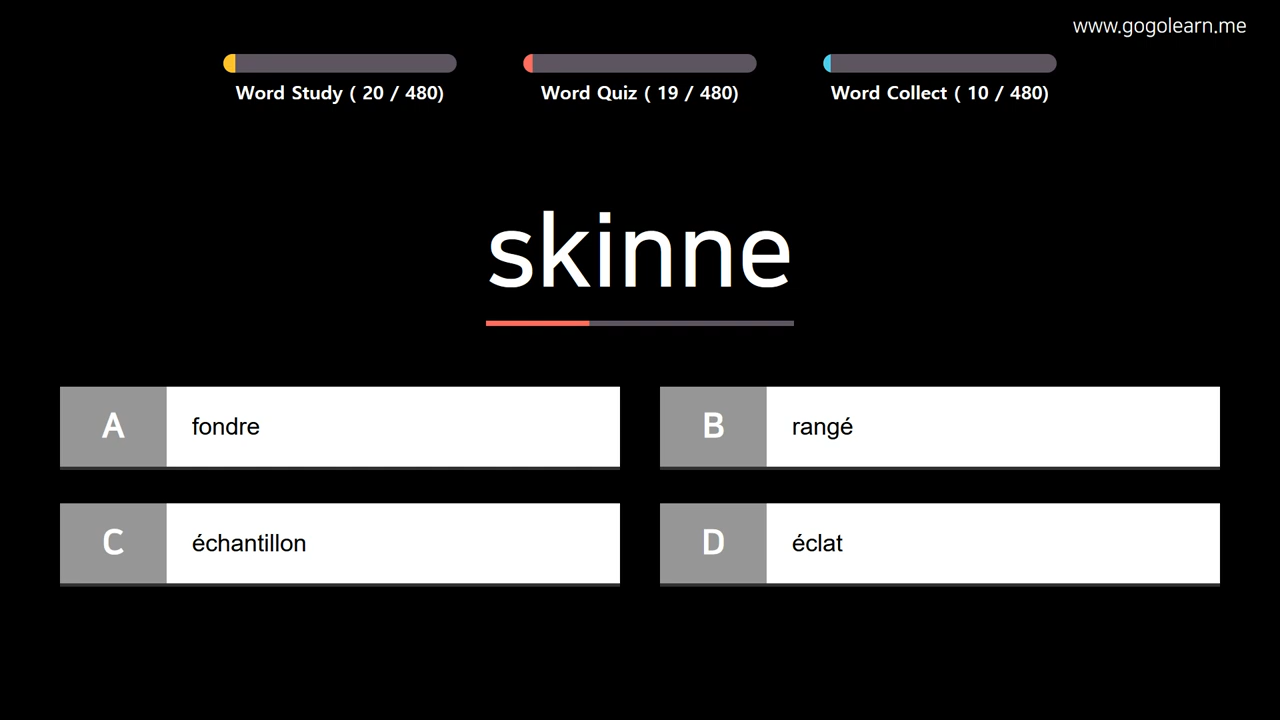 www.gogolearn.me
Word Study ( 20 / 480)
Word Quiz ( 19 / 480)
Word Collect ( 10 / 480)
skinne
A fondre
B rangé
C échantillon
D éclat